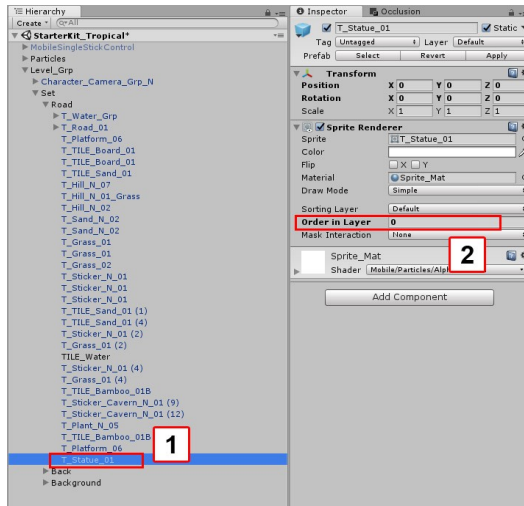 Hierarchy
Create
All
StarterKit_Tropical*
MobileSingleStickControl
Particles
Level_Grp
Character_Camera_Grp_N
Set
Road
T_Water_Grp
T_Road_01
T_Platform_06
T_TILE_Board_01
T_TILE_Board_01
T_TILE_Sand_01
T_Hill_N_07
T_Hill_N_01_Grass
T_Hill_N_02
T_Sand_N_02
T_Sand_N_02
T_Grass_01
T_Grass_01
T_Grass_02
T_Sticker_N_01
T_Sticker_N_01
T_Sticker_N_01
T_TILE_Sand_01 (1)
T_TILE_Sand_01 (4)
T_Sticker_N_01 (2)
T_Grass_01 (2)
TILE_Water
T_Sticker_N_01 (4)
T_Grass_01 (4)
T_TILE_Bamboo_01B
T_Sticker_Cavern_N_01 (9)
T_Sticker_Cavern_N_01 (12)
T_Plant_N_05
T_TILE_Bamboo_01B
T_Platform_06
T_Statue_01
1
Back
Background
Inspector Occlusion
T_Statue_01 Static
Tag Untagged Layer Default
Prefab Select Revert Apply
Transform
Position X 0 Y 0 Z 0
Rotation X 0 Y 0 Z 0
Scale X 1 Y 1 Z 1
Sprite Renderer
Sprite T_Statue_01
Color
Flip X Y
Material Sprite_Mat
Draw Mode Simple
Sorting Layer Default
Order in Layer 0
Mask Interaction None
2
Sprite_Mat
Shader Mobile/Particles/Alp
Add Component